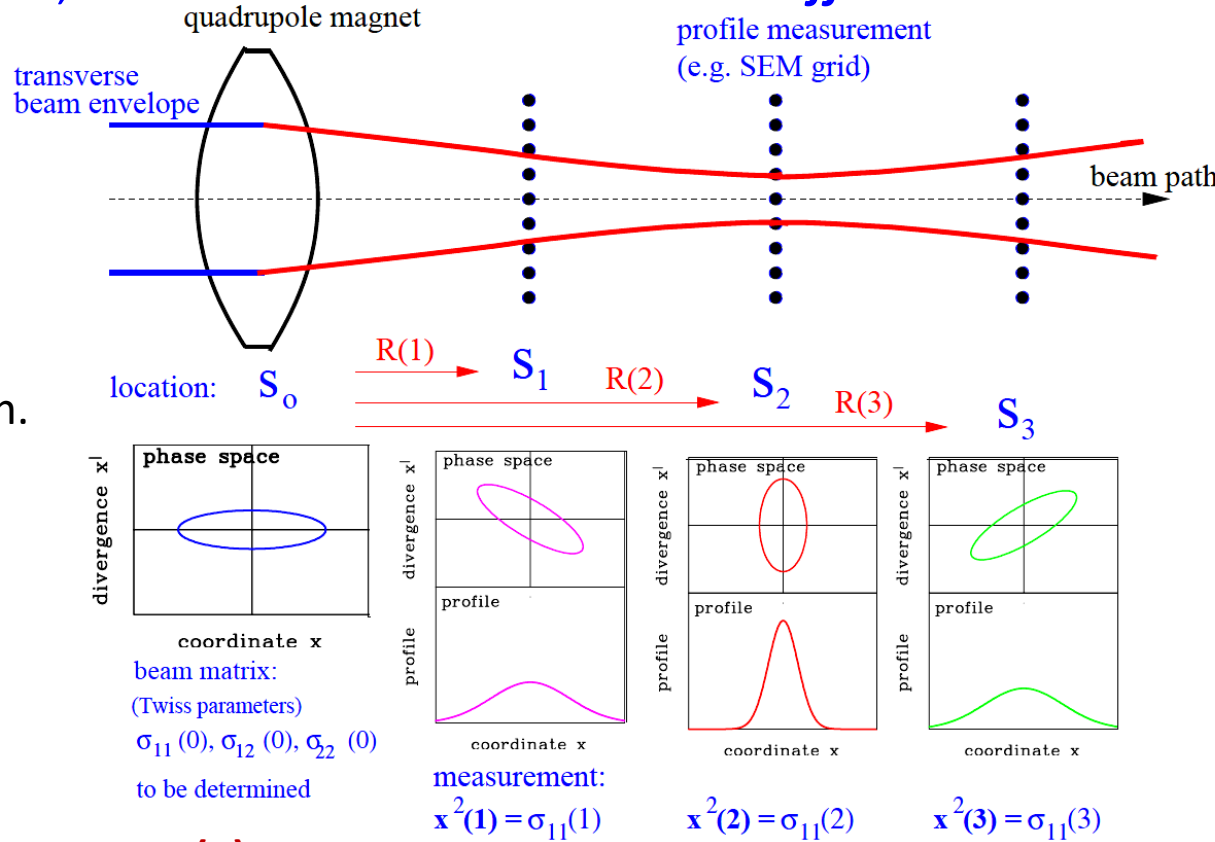 quadrupole magnet
profile measurement
(e.g. SEM grid)
transverse
beam envelope
beam path
location:
S₀
R(1)
S₁
R(2)
S₂
R(3)
S₃
n.
phase space
divergence x'
coordinate x
beam matrix:
(Twiss parameters)
σ₁₁ (0), σ₁₂ (0), σ₂₂ (0)
to be determined
phase space
divergence x'
profile
profile
coordinate x
measurement:
x²(1) = σ₁₁(1)
phase space
divergence x'
profile
profile
coordinate x
x²(2) = σ₁₁(2)
phase space
divergence x'
profile
profile
coordinate x
x²(3) = σ₁₁(3)